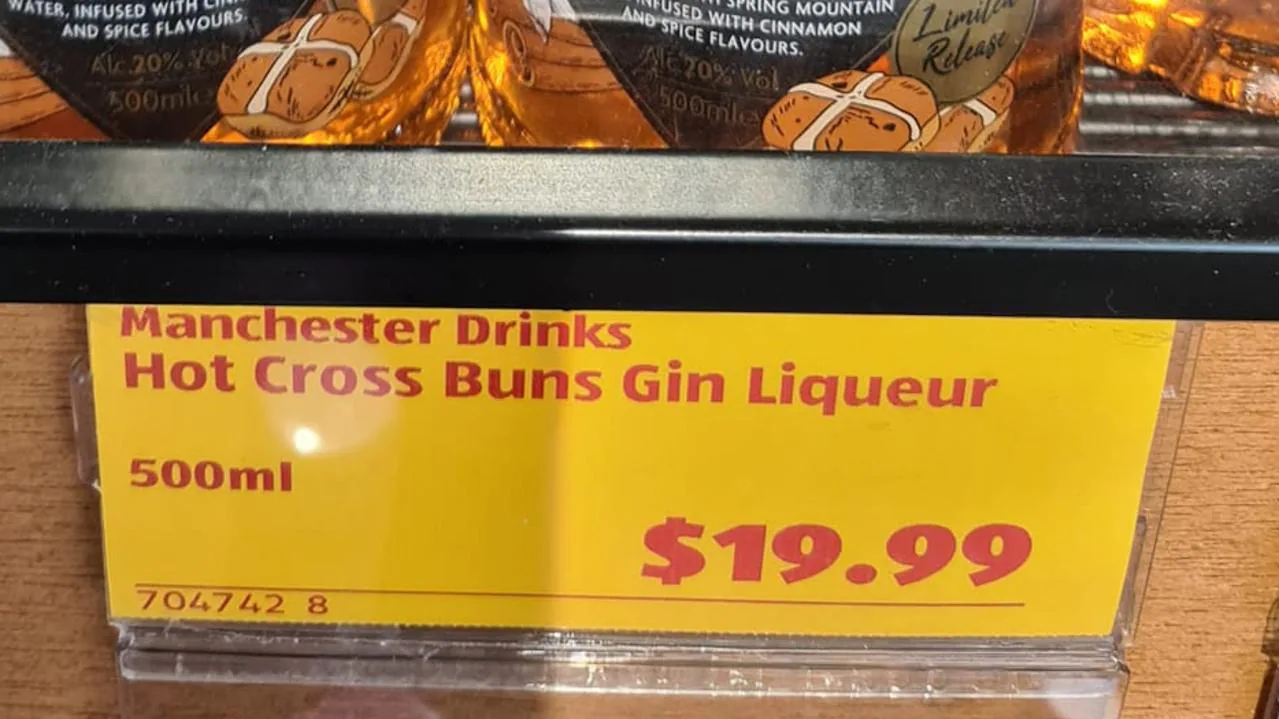 WATER, INFUSED WITH
AND SPICE FLAVOURS.
Alc.20% Vol
500ml
SPRING MOUNTAIN
INFUSED WITH CINNAMON
AND SPICE FLAVOURS.
Alc 20% Vol
500ml
Limited
Release
Manchester Drinks
Hot Cross Buns Gin Liqueur
500ml
$19.99
704742 8